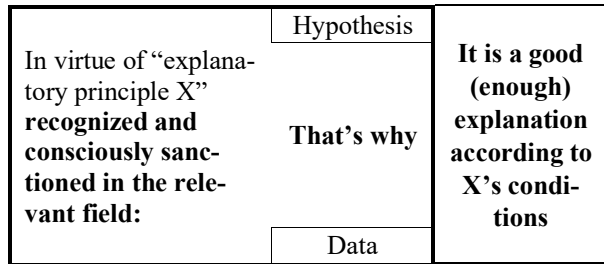 In virtue of “explana-
tory principle X”
recognized and
consciously sanc-
tioned in the rele-
vant field:
Hypothesis
That’s why
Data
It is a good
(enough)
explanation
according to
X’s condi-
tions